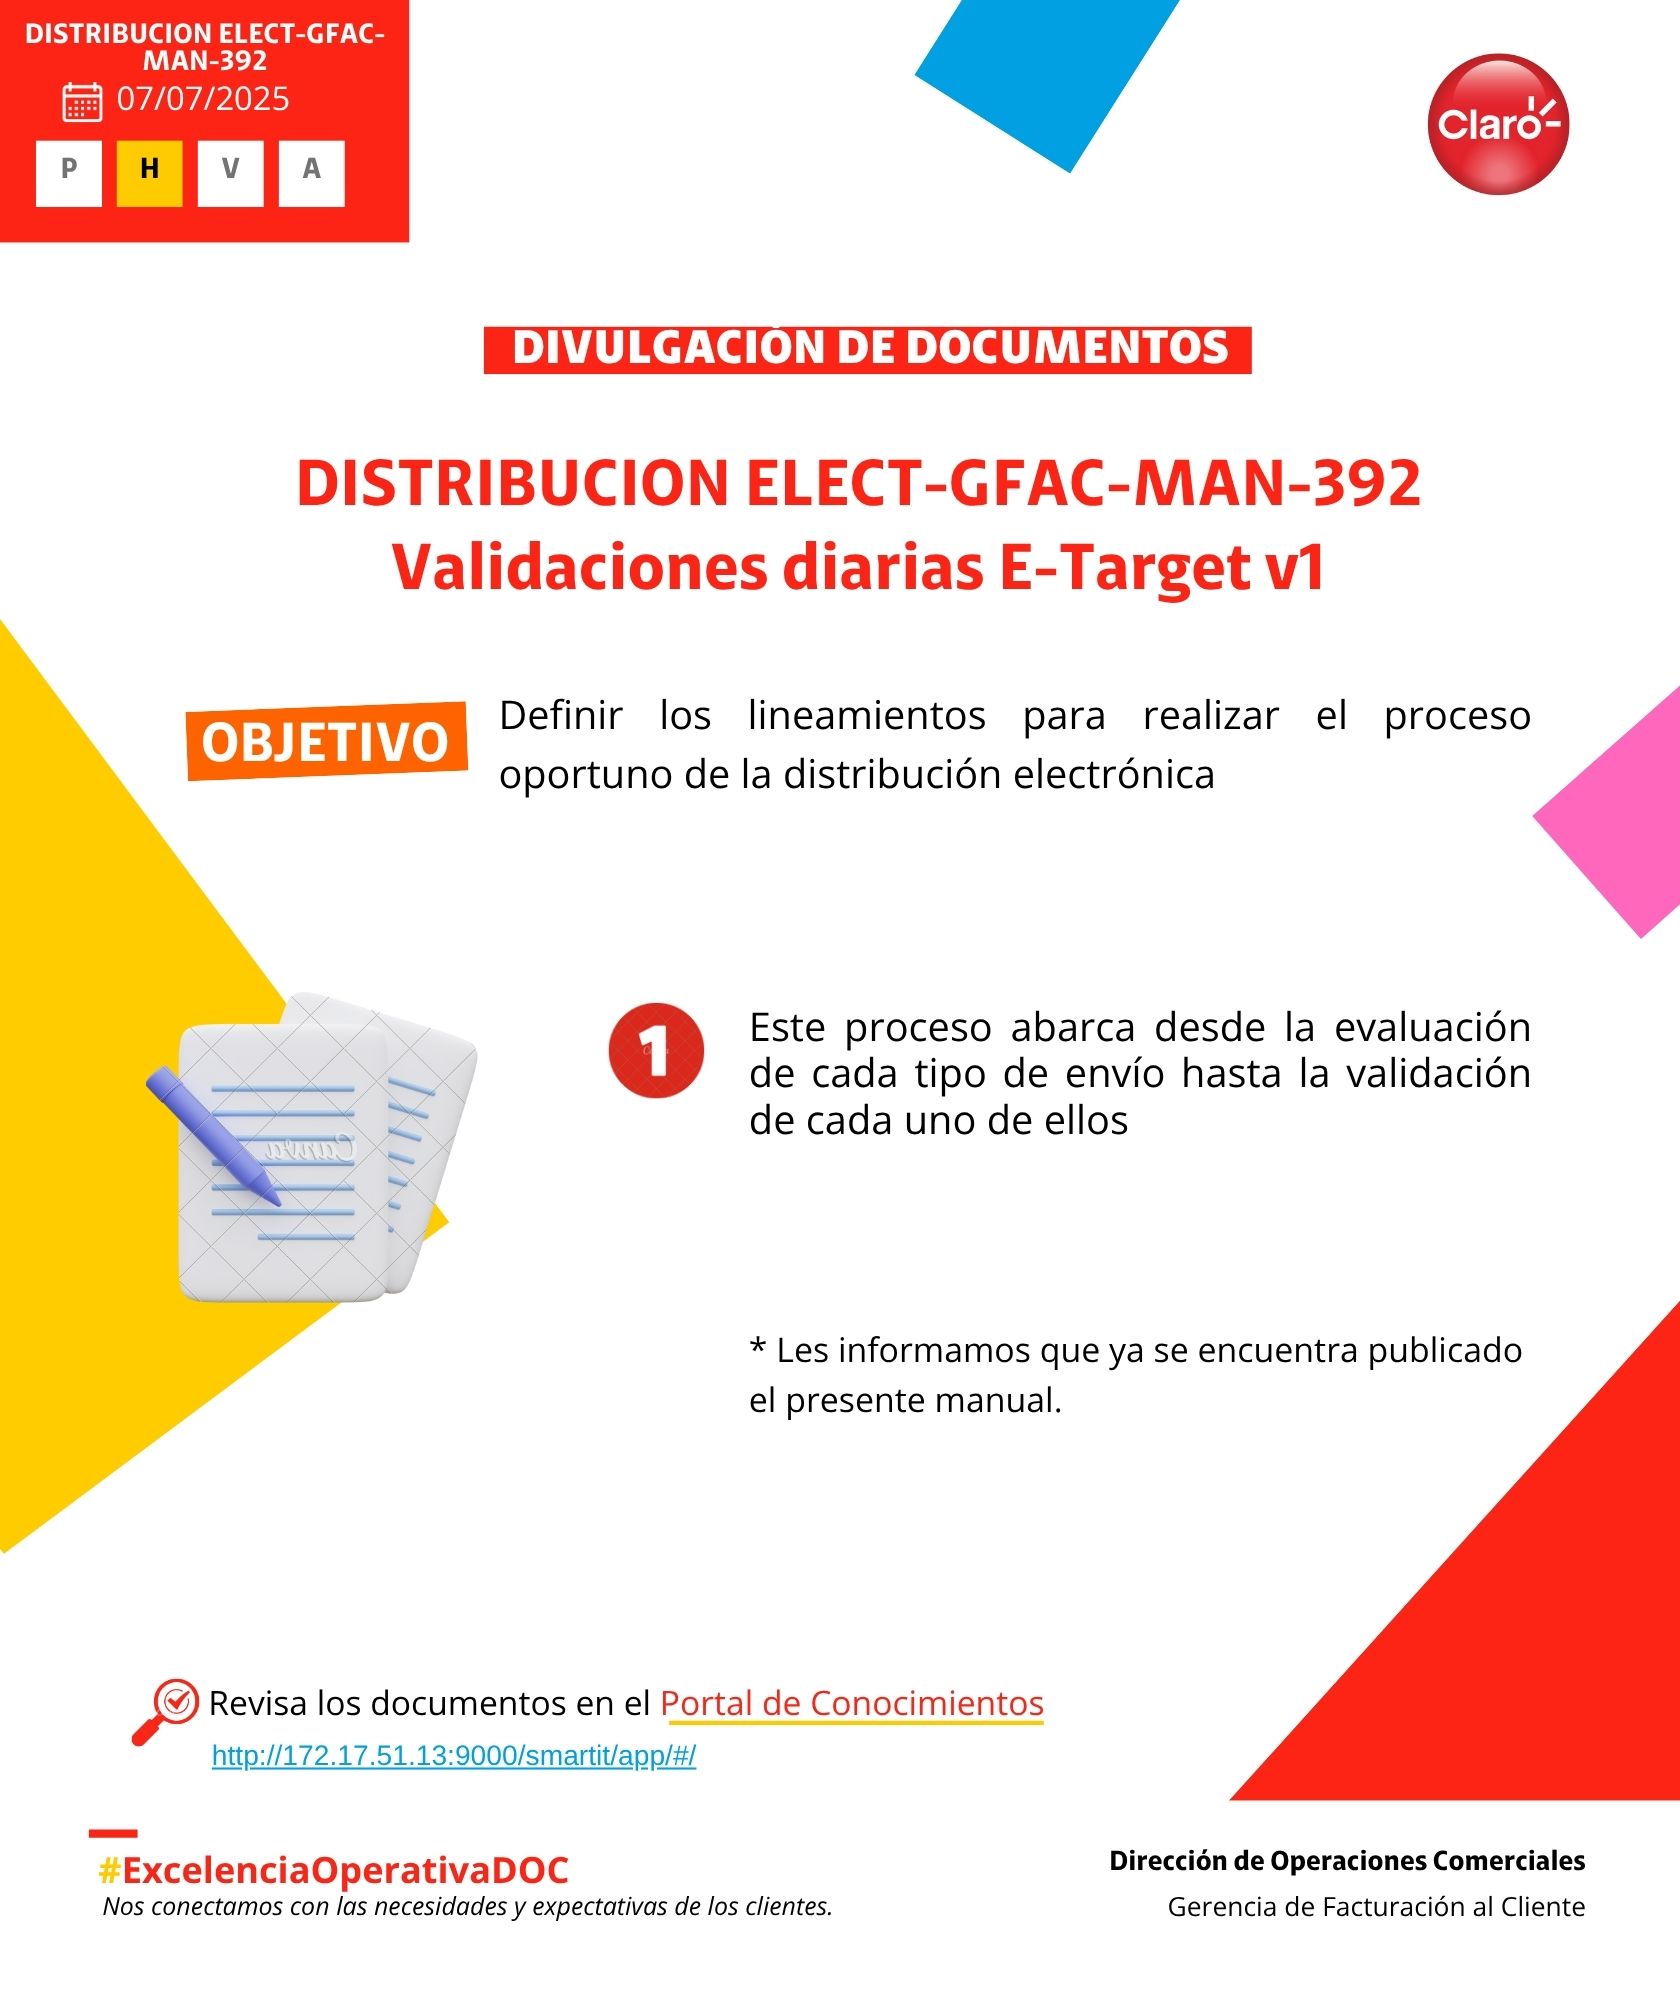 DISTRIBUCION ELECT-GFAC-
MAN-392
07/07/2025
P H V A
Claro
DIVULGACIÓN DE DOCUMENTOS
DISTRIBUCION ELECT-GFAC-MAN-392
Validaciones diarias E-Target v1
OBJETIVO
Definir los lineamientos para realizar el proceso
oportuno de la distribución electrónica
1
Este proceso abarca desde la evaluación
de cada tipo de envío hasta la validación
de cada uno de ellos
Canva
* Les informamos que ya se encuentra publicado
el presente manual.
Revisa los documentos en el Portal de Conocimientos
http://172.17.51.13:9000/smartit/app/#/
#ExcelenciaOperativaDOC
Nos conectamos con las necesidades y expectativas de los clientes.
Dirección de Operaciones Comerciales
Gerencia de Facturación al Cliente